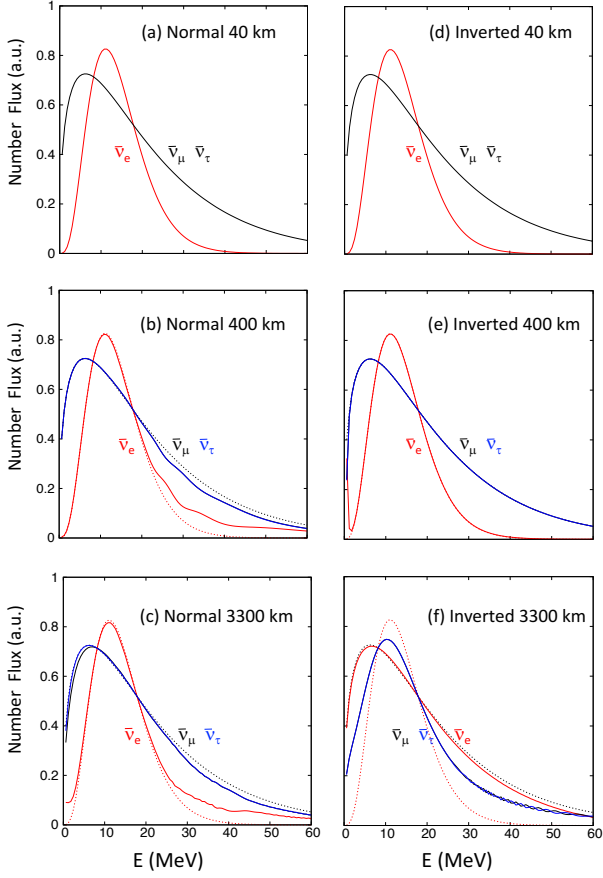 (a) Normal 40 km
(d) Inverted 40 km
Number Flux (a.u.)
1
0.8
0.6
0.4
0.2
0
ν̄e
ν̄μ ν̄τ
ν̄e
ν̄μ ν̄τ
(b) Normal 400 km
(e) Inverted 400 km
Number Flux (a.u.)
1
0.8
0.6
0.4
0.2
0
ν̄e
ν̄μ ν̄τ
ν̄e
ν̄μ ν̄τ
(c) Normal 3300 km
(f) Inverted 3300 km
Number Flux (a.u.)
1
0.8
0.6
0.4
0.2
0
ν̄e
ν̄μ ν̄τ
ν̄μ ν̄τ ν̄e
0 10 20 30 40 50 60
0 10 20 30 40 50 60
E (MeV)
E (MeV)